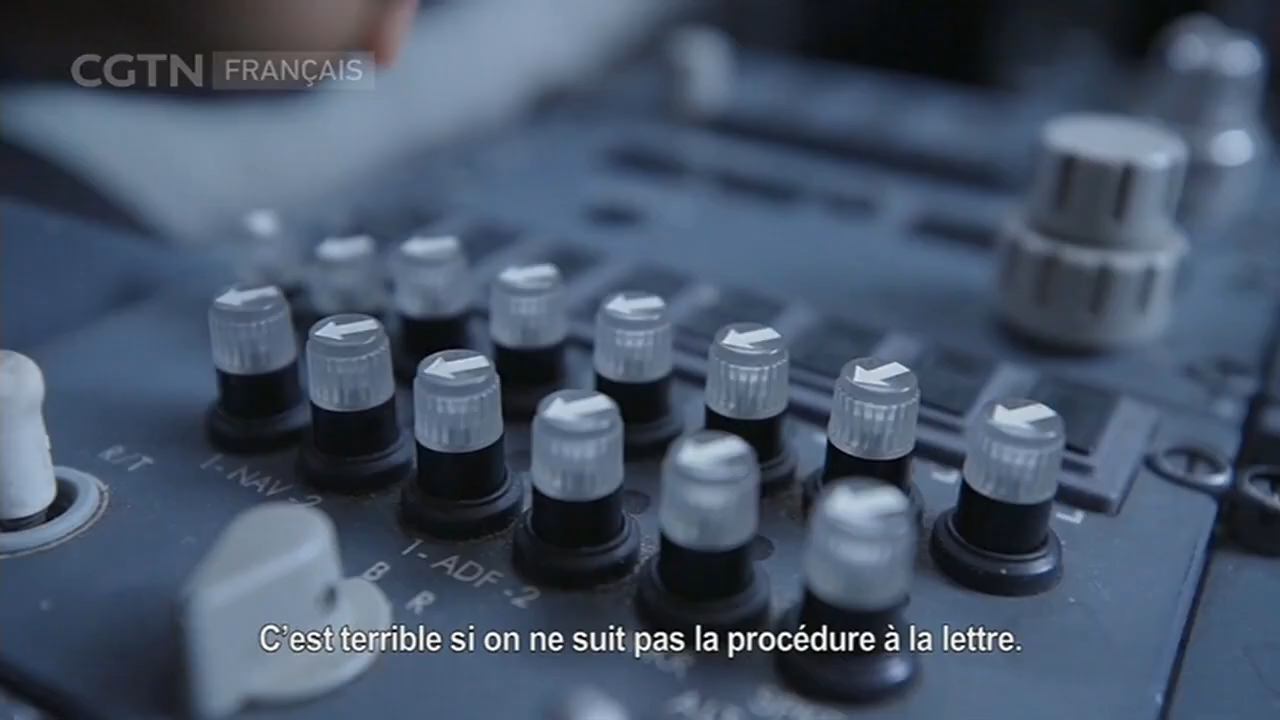 CGTN FRANÇAIS
R/T
1 - NAV -2
1 - ADF -2
B
R
C'est terrible si on ne suit pas la procédure à la lettre.